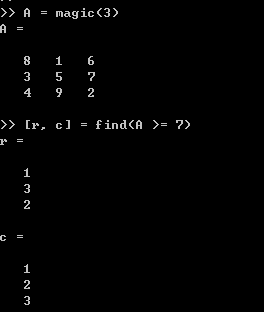 >> A = magic(3)
A =
8 1 6
3 5 7
4 9 2
>> [r, c] = find(A >= 7)
r =
1
3
2
c =
1
2
3